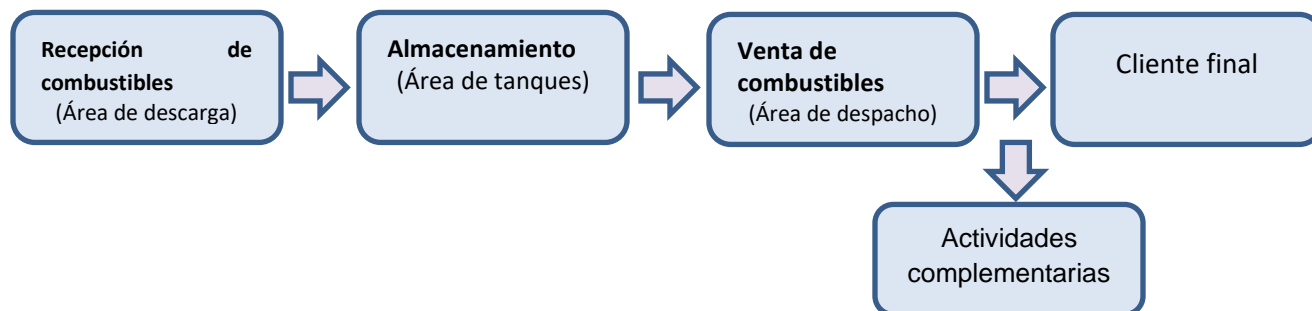 Recepción de
combustibles
(Área de descarga)
Almacenamiento
(Área de tanques)
Venta de
combustibles
(Área de despacho)
Cliente final
Actividades
complementarias